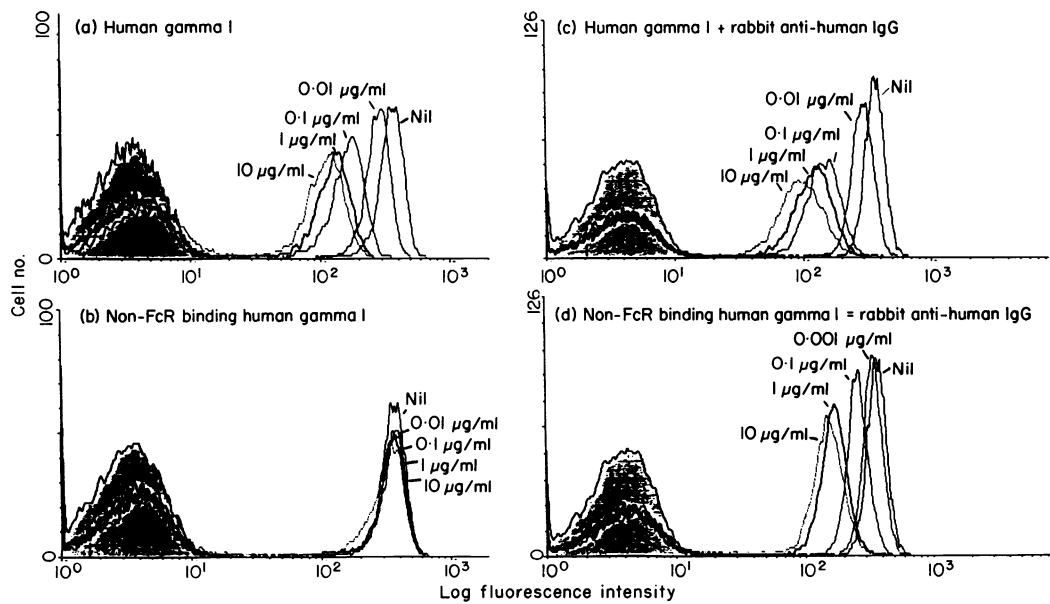 100
(a) Human gamma I
0·01 µg/ml
0·1 µg/ml
Nil
1 µg/ml
10 µg/ml
0
10⁰
10¹
10²
10³
126
(c) Human gamma I + rabbit anti-human IgG
0·01 µg/ml
Nil
0·1 µg/ml
1 µg/ml
10 µg/ml
0
10⁰
10¹
10²
10³
Cell no.
100
(b) Non-FcR binding human gamma I
Nil
0·01 µg/ml
0·1 µg/ml
1 µg/ml
10 µg/ml
0
10⁰
10¹
10²
10³
126
(d) Non-FcR binding human gamma I = rabbit anti-human IgG
0·001 µg/ml
0·1 µg/ml
Nil
1 µg/ml
10 µg/ml
0
10⁰
10¹
10²
10³
Log fluorescence intensity